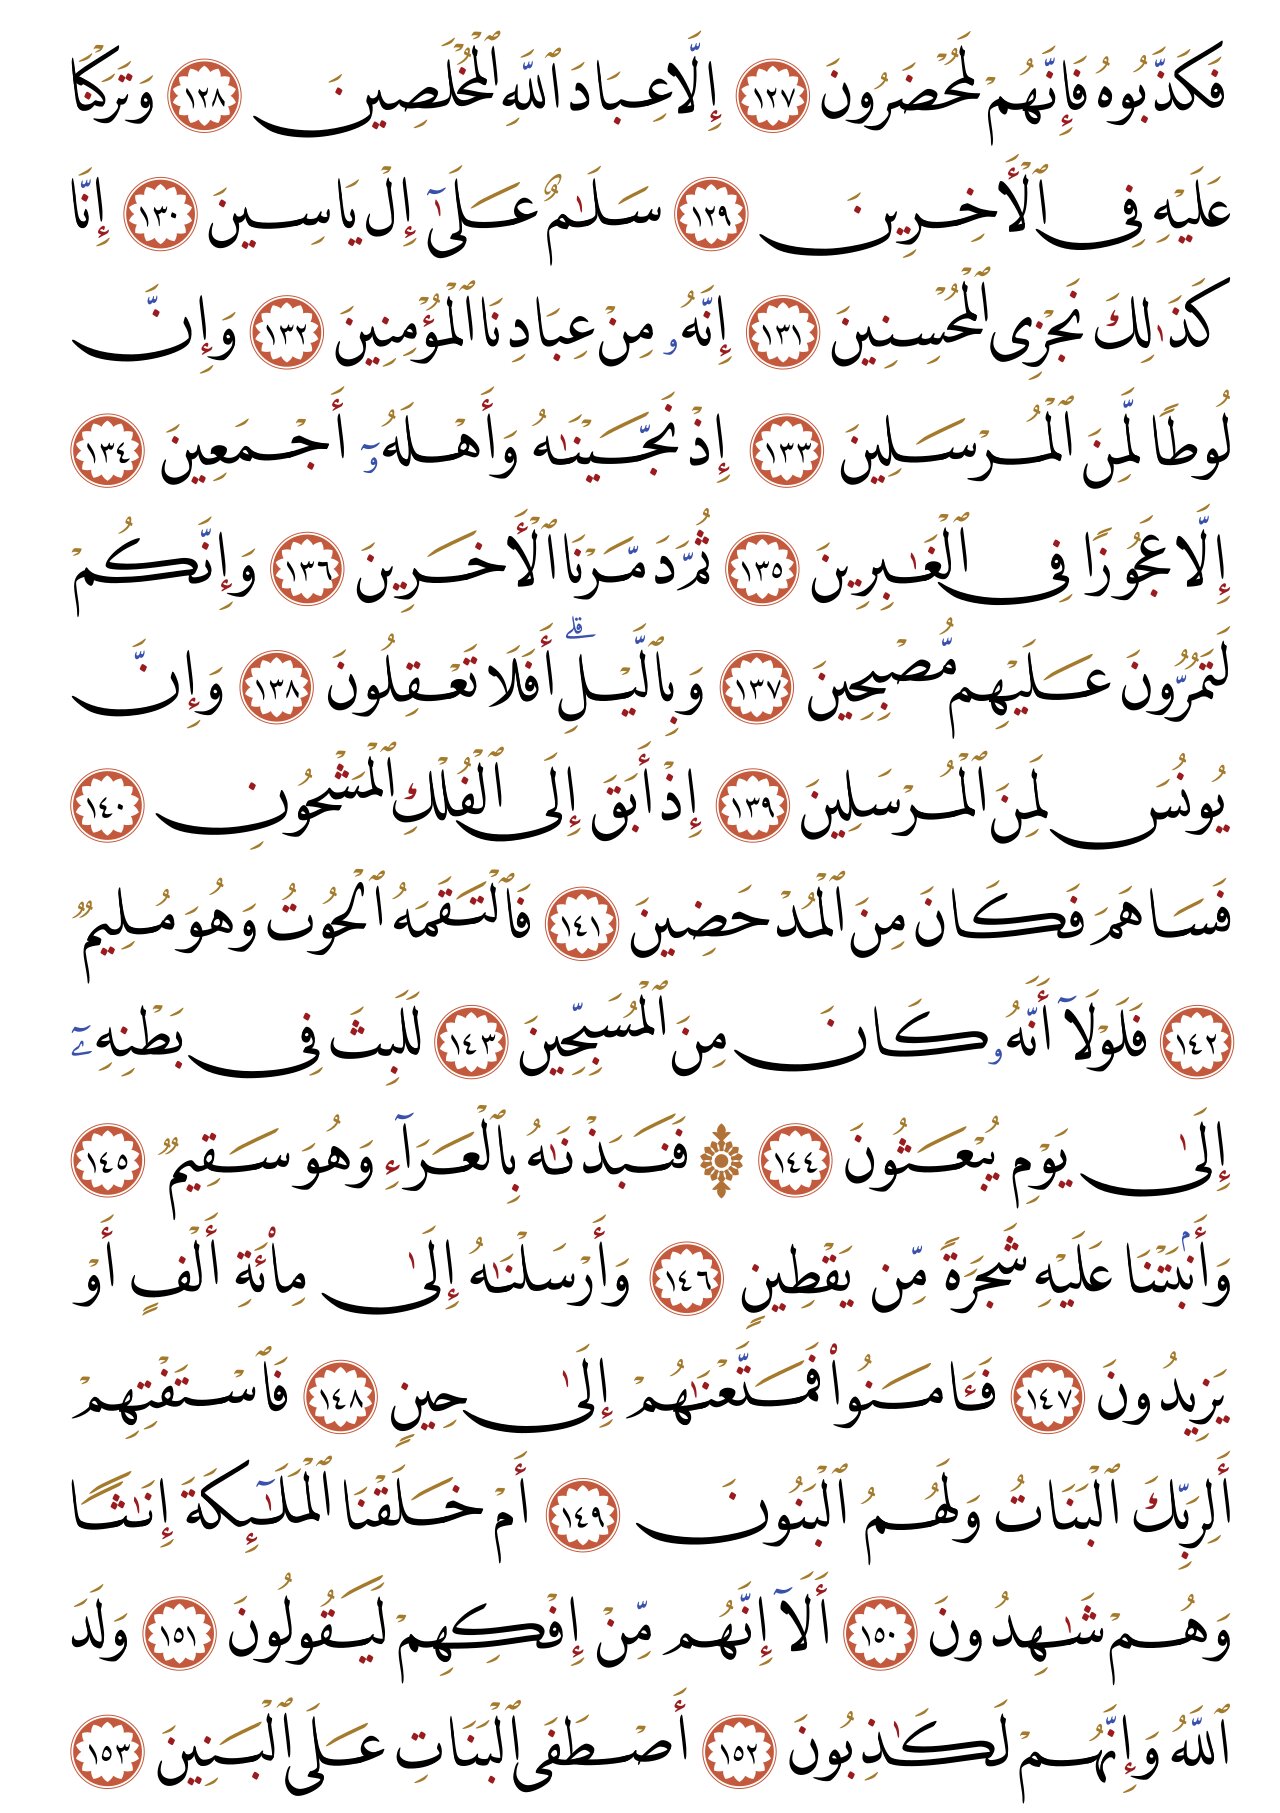 فَكَذَّبُوهُ فَإِنَّهُمْ لَمُحْضَرُونَ ١٢٧ إِلَّا عِبَادَ ٱللَّهِ ٱلْمُخْلَصِينَ ١٢٨ وَتَرَكْنَا
عَلَيْهِ فِى ٱلْأَخِرِينَ ١٢٩ سَلَـٰمٌ عَلَىٰٓ إِلْ يَاسِينَ ١٣٠ إِنَّا
كَذَٰلِكَ نَجْزِى ٱلْمُحْسِنِينَ ١٣١ إِنَّهُۥ مِنْ عِبَادِنَا ٱلْمُؤْمِنِينَ ١٣٢ وَإِنَّ
لُوطًا لَّمِنَ ٱلْمُرْسَلِينَ ١٣٣ إِذْ نَجَّيْنَـٰهُ وَأَهْلَهُۥٓ أَجْمَعِينَ ١٣٤
إِلَّا عَجُوزًا فِى ٱلْغَـٰبِرِينَ ١٣٥ ثُمَّ دَمَّرْنَا ٱلْأَخَرِينَ ١٣٦ وَإِنَّكُمْ
لَتَمُرُّونَ عَلَيْهِم مُّصْبِحِينَ ١٣٧ وَبِٱلَّيْلِ ۗ أَفَلَا تَعْقِلُونَ ١٣٨ وَإِنَّ
يُونُسَ لَمِنَ ٱلْمُرْسَلِينَ ١٣٩ إِذْ أَبَقَ إِلَى ٱلْفُلْكِ ٱلْمَشْحُونِ ١٤٠
فَسَاهَمَ فَكَانَ مِنَ ٱلْمُدْحَضِينَ ١٤١ فَٱلْتَقَمَهُ ٱلْحُوتُ وَهُوَ مُلِيمٌ
١٤٢ فَلَوْلَآ أَنَّهُۥ كَانَ مِنَ ٱلْمُسَبِّحِينَ ١٤٣ لَلَبِثَ فِى بَطْنِهِۦٓ
إِلَىٰ يَوْمِ يُبْعَثُونَ ١٤٤ ۞ فَنَبَذْنَـٰهُ بِٱلْعَرَآءِ وَهُوَ سَقِيمٌ ١٤٥
وَأَنۢبَتْنَا عَلَيْهِ شَجَرَةً مِّن يَقْطِينٍ ١٤٦ وَأَرْسَلْنَـٰهُ إِلَىٰ مِا۟ئَةِ أَلْفٍ أَوْ
يَزِيدُونَ ١٤٧ فَـَٔامَنُوا۟ فَمَتَّعْنَـٰهُمْ إِلَىٰ حِينٍ ١٤٨ فَٱسْتَفْتِهِمْ
أَلِرَبِّكَ ٱلْبَنَاتُ وَلَهُمُ ٱلْبَنُونَ ١٤٩ أَمْ خَلَقْنَا ٱلْمَلَـٰٓئِكَةَ إِنَـٰثًا
وَهُمْ شَـٰهِدُونَ ١٥٠ أَلَآ إِنَّهُم مِّنْ إِفْكِهِمْ لَيَقُولُونَ ١٥١ وَلَدَ
ٱللَّهُ وَإِنَّهُمْ لَكَـٰذِبُونَ ١٥٢ أَصْطَفَى ٱلْبَنَاتِ عَلَى ٱلْبَنِينَ ١٥٣